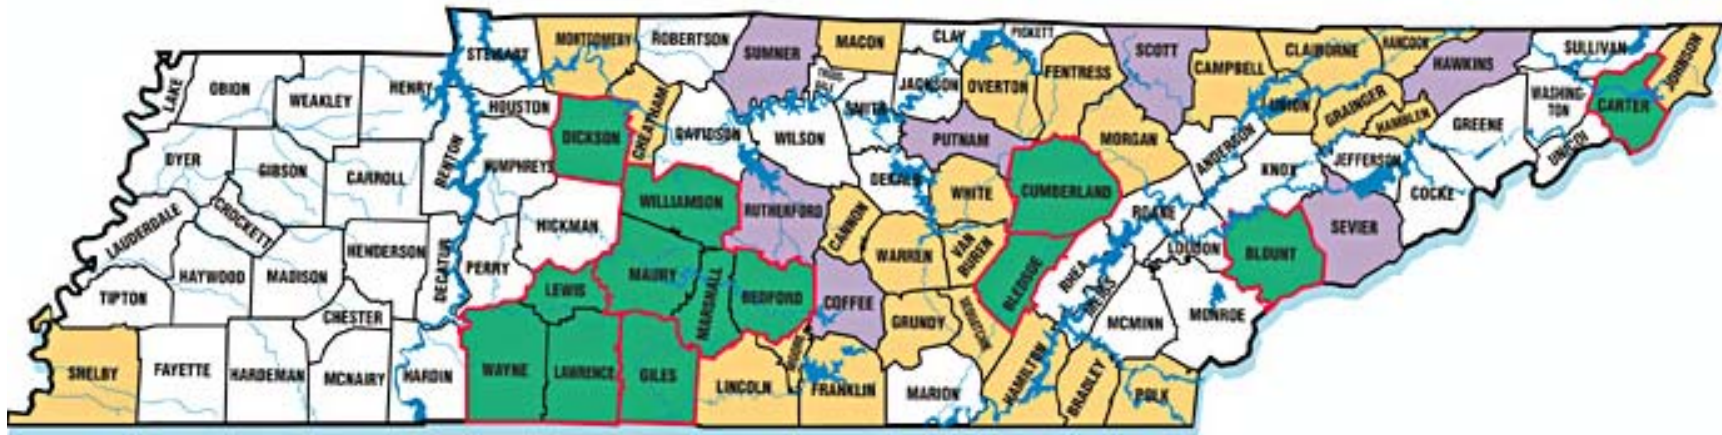 LAKE
OBION
WEAKLEY
HENRY
STEWART
MONTGOMERY
ROBERTSON
SUMNER
MACON
CLAY
PICKETT
SCOTT
CAMPBELL
CLAIBORNE
HANCOCK
HAWKINS
SULLIVAN
JOHNSON
CARTER
WASHING-
TON
UNICOI
GREENE
HAMBLEN
GRAINGER
UNION
FENTRESS
OVERTON
JACKSON
SMITH
TROUS-
DALE
HOUSTON
DICKSON
CHEATHAM
DAVIDSON
WILSON
PUTNAM
MORGAN
ANDERSON
KNOX
JEFFERSON
COCKE
SEVIER
BLOUNT
LOUDON
ROANE
CUMBERLAND
WHITE
DEKALB
RUTHERFORD
WILLIAMSON
HUMPHREYS
BENTON
CARROLL
GIBSON
DYER
LAUDERDALE
CROCKETT
HAYWOOD
MADISON
HENDERSON
DECATUR
PERRY
HICKMAN
LEWIS
MAURY
MARSHALL
BEDFORD
COFFEE
CANNON
WARREN
VAN
BUREN
BLEDSOE
RHEA
MEIGS
MCMINN
MONROE
TIPTON
SHELBY
FAYETTE
HARDEMAN
CHESTER
MCNAIRY
HARDIN
WAYNE
LAWRENCE
GILES
LINCOLN
MOORE
FRANKLIN
GRUNDY
SEQUATCHIE
MARION
HAMILTON
BRADLEY
POLK